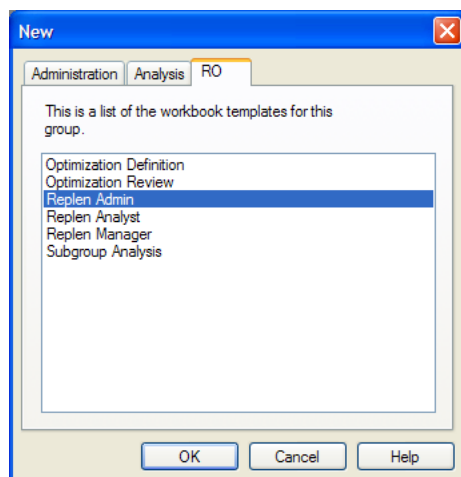 New
Administration
Analysis
RO
This is a list of the workbook templates for this
group.
Optimization Definition
Optimization Review
Replen Admin
Replen Analyst
Replen Manager
Subgroup Analysis
OK
Cancel
Help